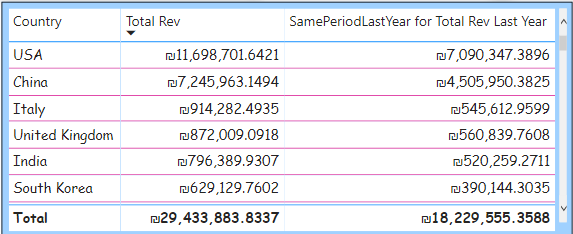 Country Total Rev SamePeriodLastYear for Total Rev Last Year
USA ₪11,698,701.6421 ₪7,090,347.3896
China ₪7,245,963.1494 ₪4,505,950.3825
Italy ₪914,282.4935 ₪545,612.9599
United Kingdom ₪872,009.0918 ₪560,839.7608
India ₪796,389.9307 ₪520,259.2711
South Korea ₪629,129.7602 ₪390,144.3035
Total ₪29,433,883.8337 ₪18,229,555.3588